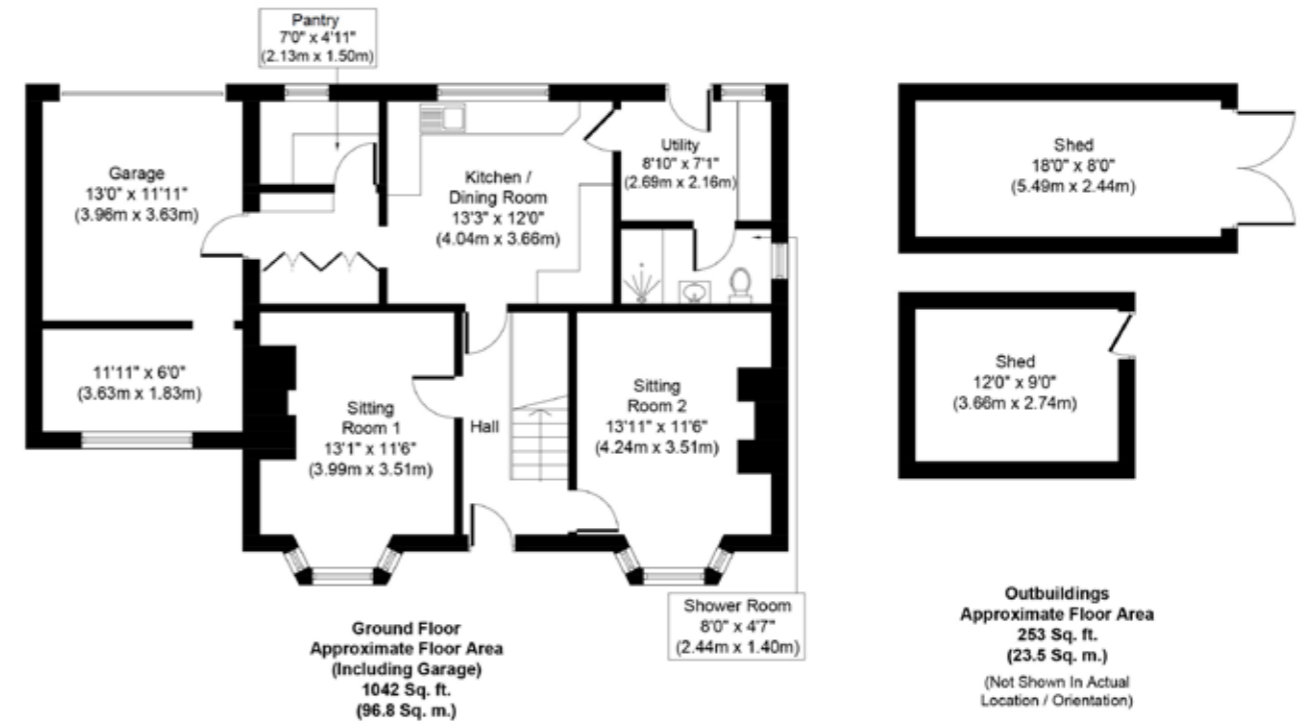 Pantry
7'0" x 4'11"
(2.13m x 1.50m)
Garage
13'0" x 11'11"
(3.96m x 3.63m)
Kitchen /
Dining Room
13'3" x 12'0"
(4.04m x 3.66m)
Utility
8'10" x 7'1"
(2.69m x 2.16m)
Shed
18'0" x 8'0"
(5.49m x 2.44m)
11'11" x 6'0"
(3.63m x 1.83m)
Sitting
Room 1
13'1" x 11'6"
(3.99m x 3.51m)
Hall
Sitting
Room 2
13'11" x 11'6"
(4.24m x 3.51m)
Shed
12'0" x 9'0"
(3.66m x 2.74m)
Shower Room
8'0" x 4'7"
(2.44m x 1.40m)
Ground Floor
Approximate Floor Area
(Including Garage)
1042 Sq. ft.
(96.8 Sq. m.)
Outbuildings
Approximate Floor Area
253 Sq. ft.
(23.5 Sq. m.)
(Not Shown In Actual
Location / Orientation)